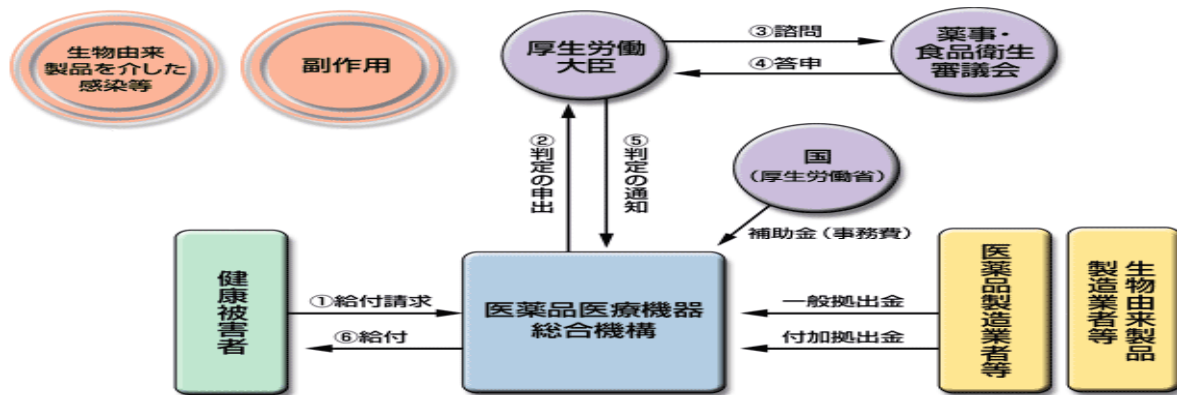 生物由来
製品を介した
感染等
副作用
厚生労働
大臣
③諮問
④答申
薬事・
食品衛生
審議会
②判定の申出
⑤判定の通知
国
(厚生労働省)
補助金(事務費)
健康被害者
①給付請求
⑥給付
医薬品医療機器
総合機構
一般拠出金
付加拠出金
医薬品製造業者等
生物由来製品
製造業者等